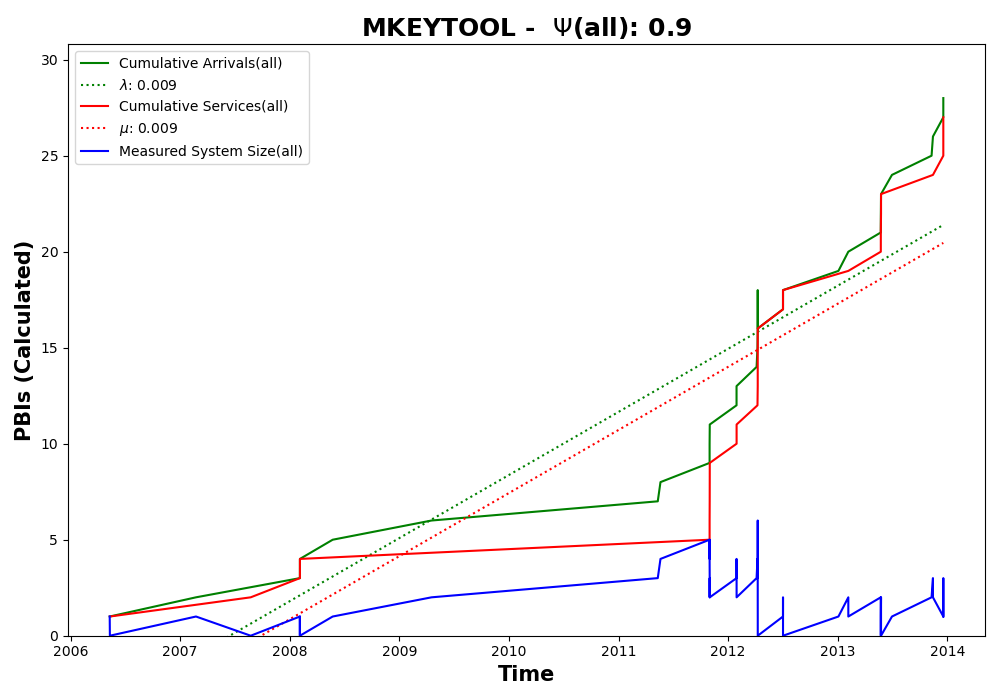 MKEYTOOL - Ψ(all): 0.9
Cumulative Arrivals(all)
λ: 0.009
Cumulative Services(all)
μ: 0.009
Measured System Size(all)
PBIs (Calculated)
30
25
20
15
10
5
0
2006 2007 2008 2009 2010 2011 2012 2013 2014
Time